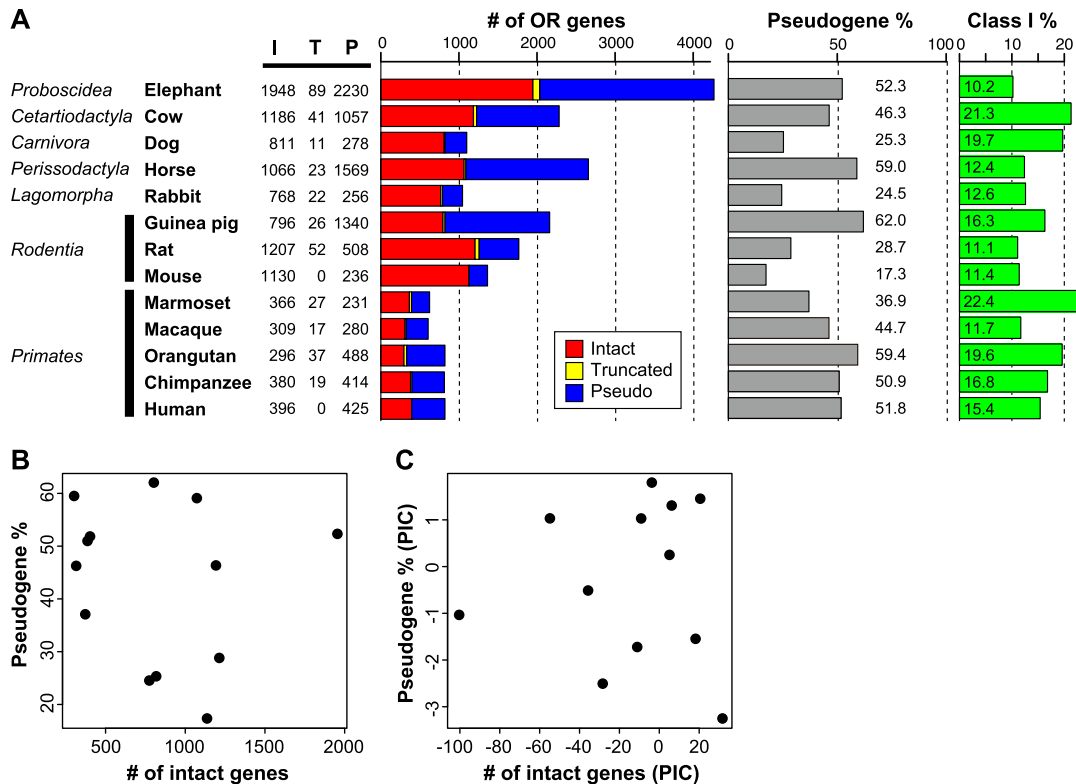 A
# of OR genes Pseudogene % Class I %
I T P 0 1000 2000 3000 4000 0 50 100 0 10 20
Proboscidea Elephant 1948 89 2230 52.3 10.2
Cetartiodactyla Cow 1186 41 1057 46.3 21.3
Carnivora Dog 811 11 278 25.3 19.7
Perissodactyla Horse 1066 23 1569 59.0 12.4
Lagomorpha Rabbit 768 22 256 24.5 12.6
Guinea pig 796 26 1340 62.0 16.3
Rodentia Rat 1207 52 508 28.7 11.1
Mouse 1130 0 236 17.3 11.4
Marmoset 366 27 231 36.9 22.4
Macaque 309 17 280 44.7 11.7
Primates Orangutan 296 37 488 59.4 19.6
Chimpanzee 380 19 414 50.9 16.8
Human 396 0 425 51.8 15.4
Intact
Truncated
Pseudo
B
Pseudogene %
60
50
40
30
20
500 1000 1500 2000
# of intact genes
C
Pseudogene % (PIC)
1
0
-1
-2
-3
-100 -80 -60 -40 -20 0 20
# of intact genes (PIC)